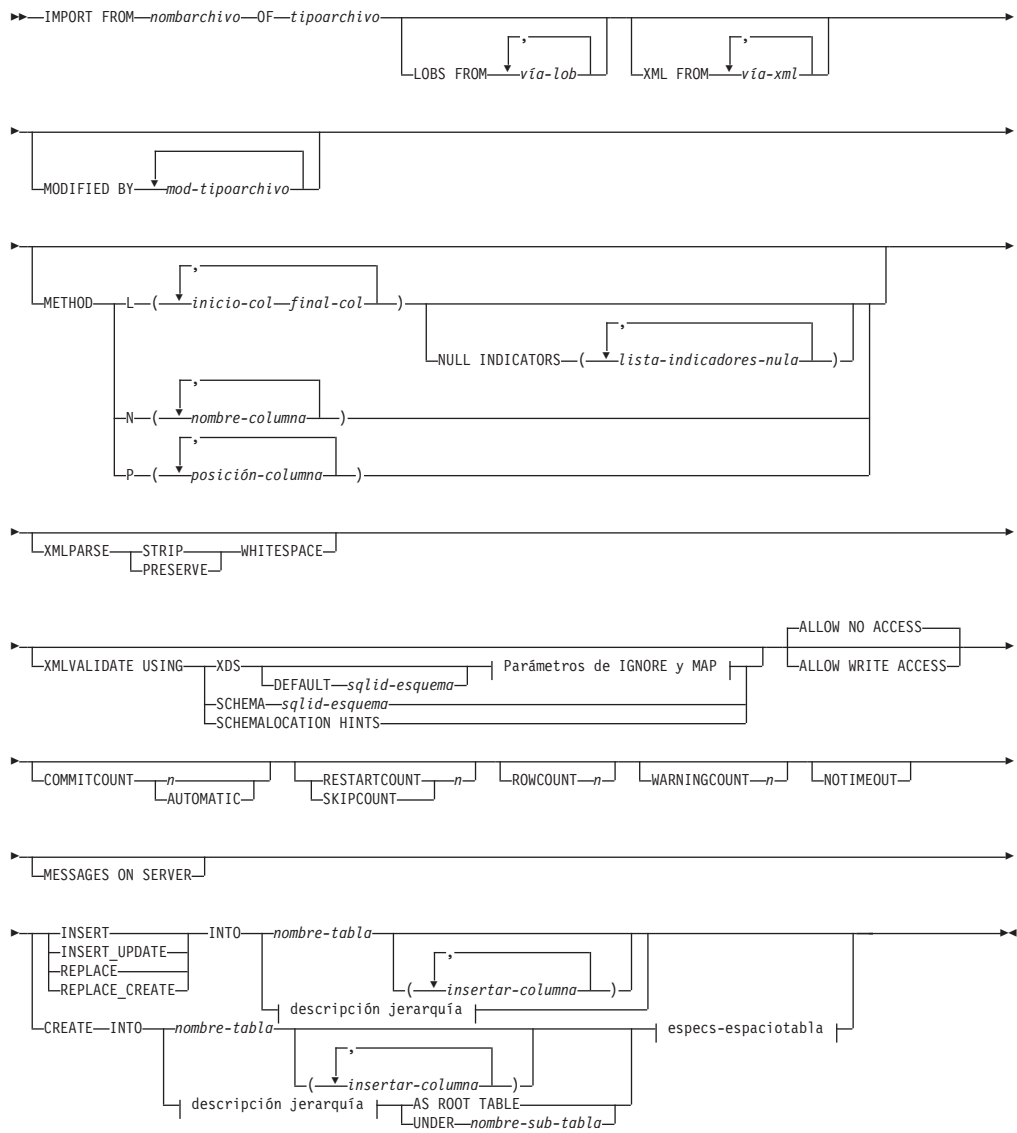 IMPORT FROM nombarchivo OF tipoarchivo
,
LOBS FROM vía-lob
,
XML FROM vía-xml
MODIFIED BY mod-tipoarchivo
,
METHOD L ( inicio-col final-col )
,
NULL INDICATORS ( lista-indicadores-nula )
,
N ( nombre-columna )
,
P ( posición-columna )
XMLPARSE STRIP WHITESPACE
PRESERVE
ALLOW NO ACCESS
XMLVALIDATE USING XDS Parámetros de IGNORE y MAP ALLOW WRITE ACCESS
DEFAULT sqlid-esquema
SCHEMA sqlid-esquema
SCHEMALOCATION HINTS
COMMITCOUNT n RESTARTCOUNT n ROWCOUNT n WARNINGCOUNT n NOTIMEOUT
AUTOMATIC SKIPCOUNT
MESSAGES ON SERVER
INSERT INTO nombre-tabla
INSERT_UPDATE ,
REPLACE ( insertar-columna )
REPLACE_CREATE descripción jerarquía
CREATE INTO nombre-tabla especs-espaciotabla
,
( insertar-columna )
descripción jerarquía AS ROOT TABLE
UNDER nombre-sub-tabla